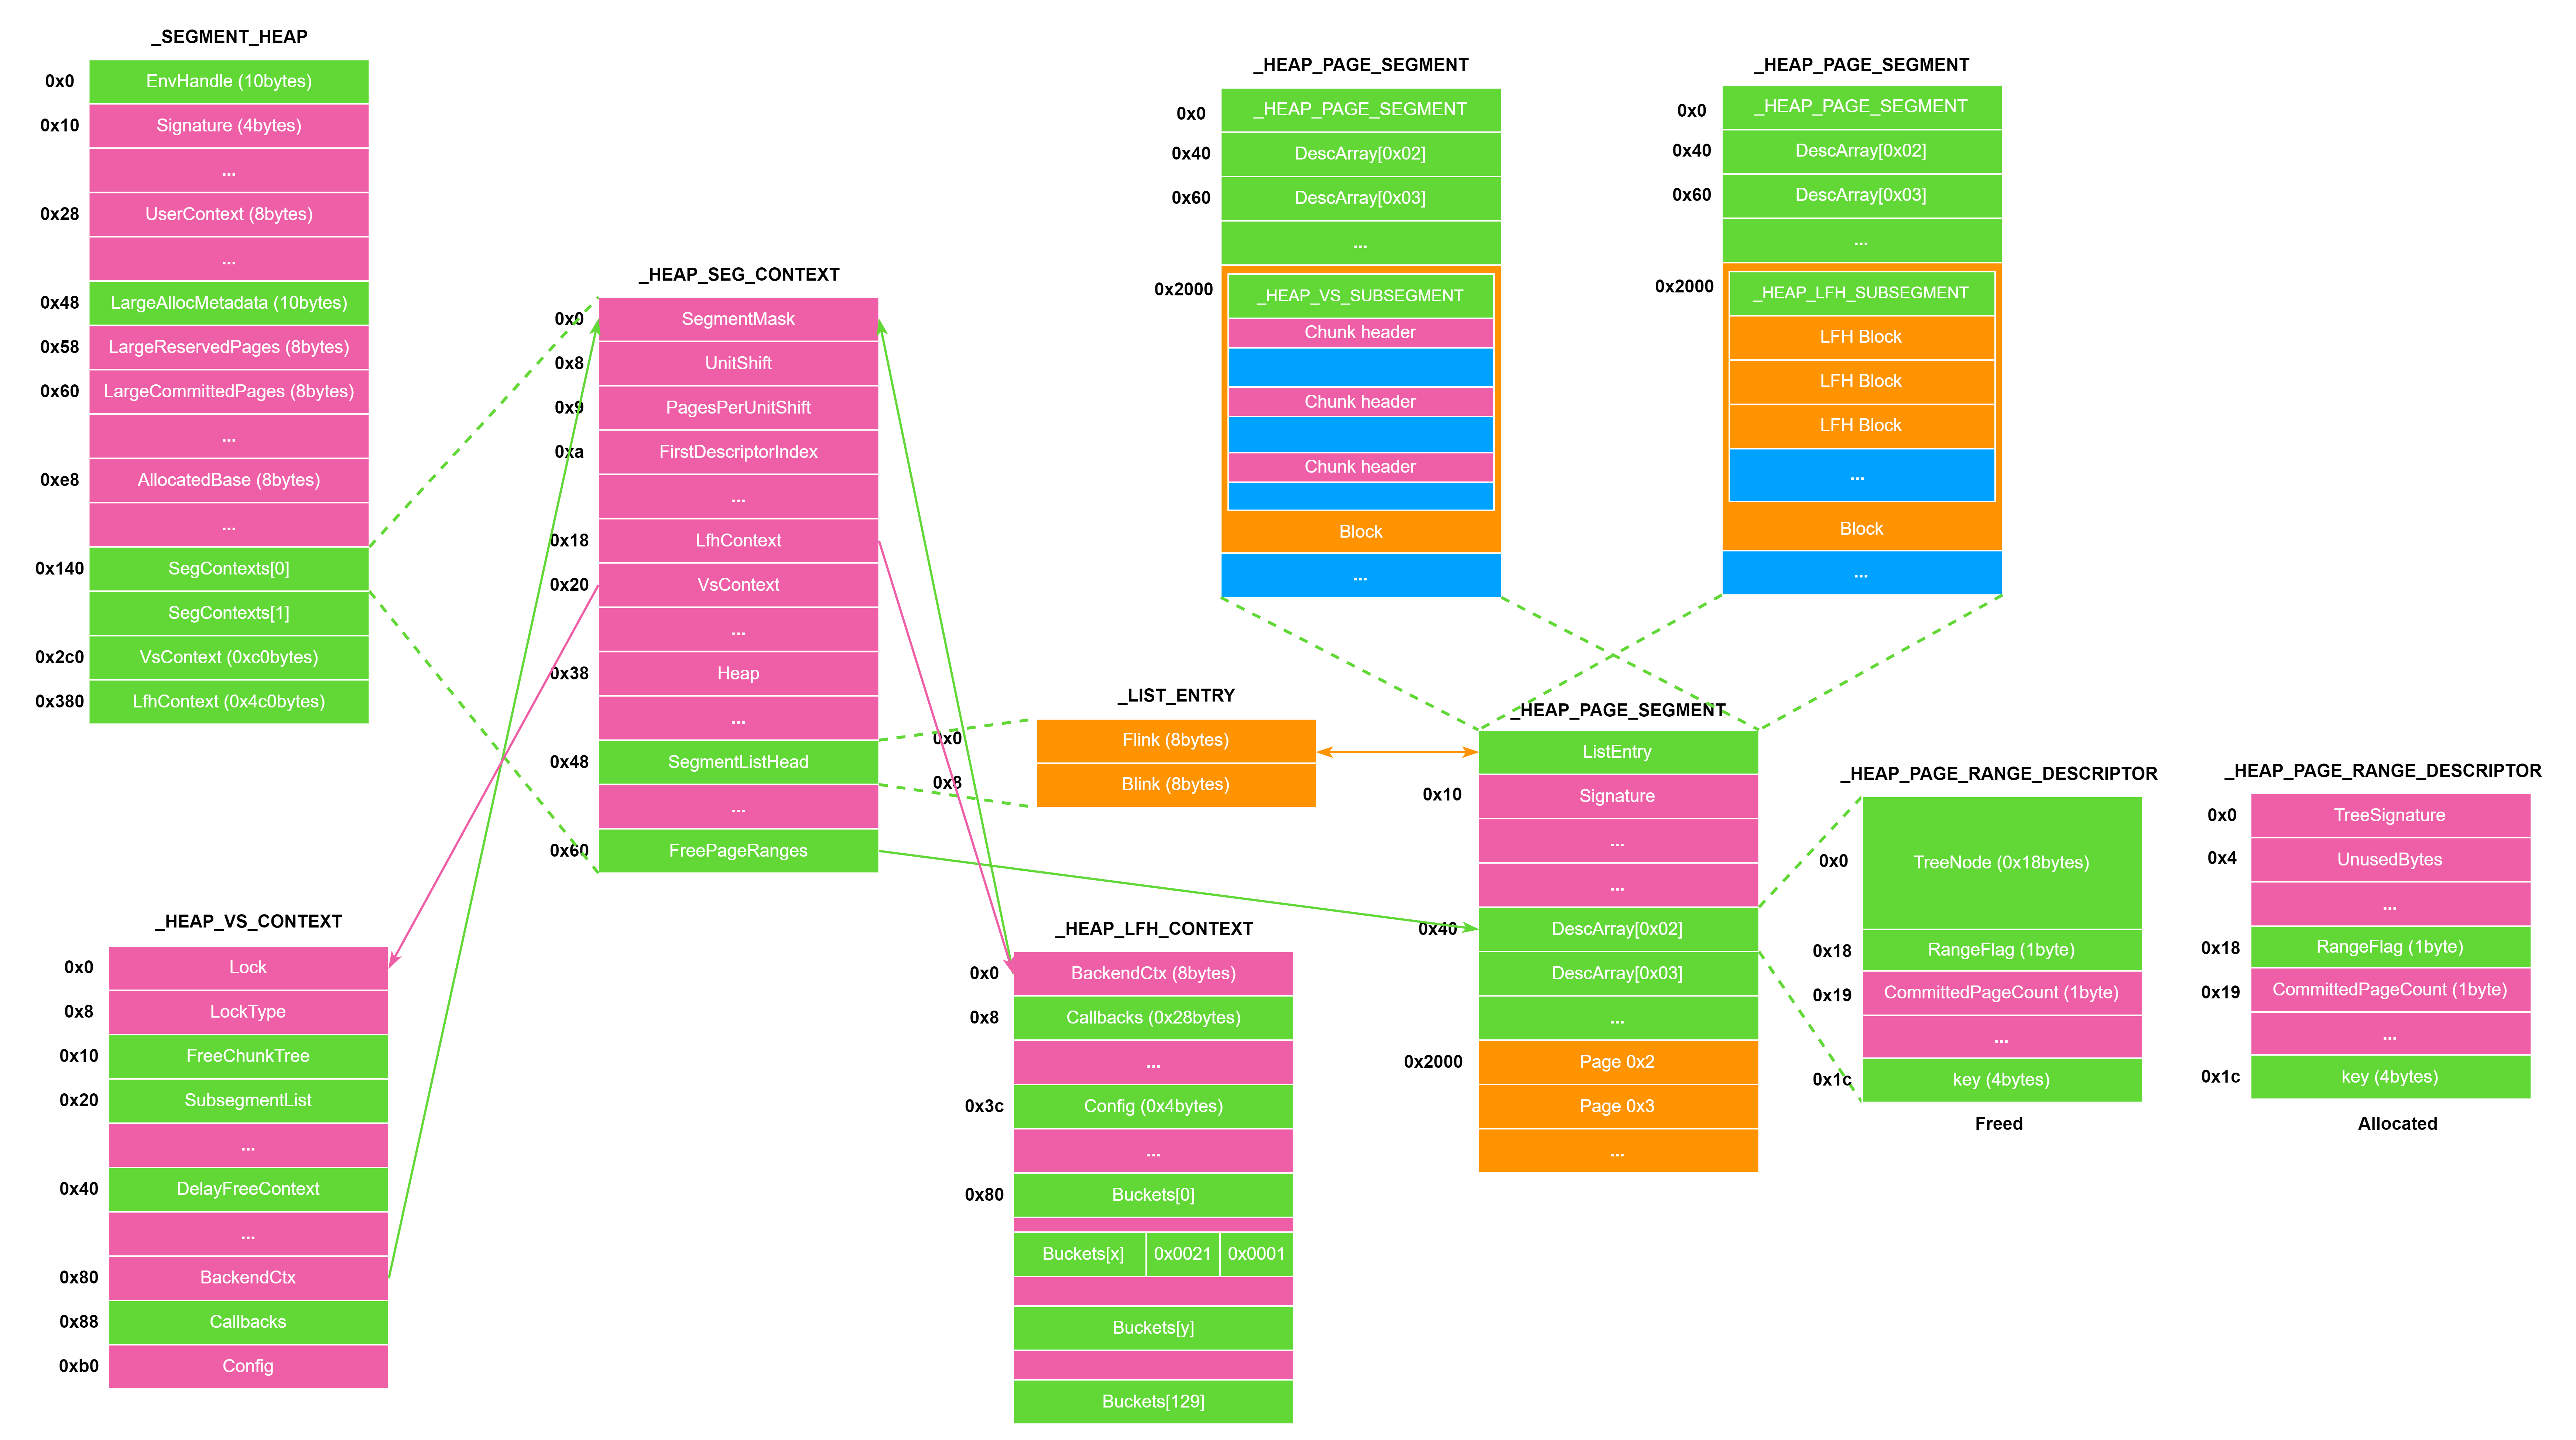 _SEGMENT_HEAP
0x0 EnvHandle (10bytes)
0x10 Signature (4bytes)
...
0x28 UserContext (8bytes)
...
0x48 LargeAllocMetadata (10bytes)
0x58 LargeReservedPages (8bytes)
0x60 LargeCommittedPages (8bytes)
...
0xe8 AllocatedBase (8bytes)
...
0x140 SegContexts[0]
SegContexts[1]
0x2c0 VsContext (0xc0bytes)
0x380 LfhContext (0x4c0bytes)
_HEAP_VS_CONTEXT
0x0 Lock
0x8 LockType
0x10 FreeChunkTree
0x20 SubsegmentList
...
0x40 DelayFreeContext
...
0x80 BackendCtx
0x88 Callbacks
0xb0 Config
_HEAP_SEG_CONTEXT
0x0 SegmentMask
0x8 UnitShift
0x9 PagesPerUnitShift
0xa FirstDescriptorIndex
...
0x18 LfhContext
0x20 VsContext
...
0x38 Heap
...
0x48 SegmentListHead
...
0x60 FreePageRanges
_LIST_ENTRY
0x0 Flink (8bytes)
0x8 Blink (8bytes)
_HEAP_LFH_CONTEXT
0x0 BackendCtx (8bytes)
0x8 Callbacks (0x28bytes)
...
0x3c Config (0x4bytes)
...
0x80 Buckets[0]
Buckets[x] 0x0021 0x0001
Buckets[y]
Buckets[129]
_HEAP_PAGE_SEGMENT
0x0 _HEAP_PAGE_SEGMENT
0x40 DescArray[0x02]
0x60 DescArray[0x03]
...
0x2000 _HEAP_VS_SUBSEGMENT
Chunk header
Chunk header
Chunk header
Block
...
_HEAP_PAGE_SEGMENT
0x0 _HEAP_PAGE_SEGMENT
0x40 DescArray[0x02]
0x60 DescArray[0x03]
...
0x2000 _HEAP_LFH_SUBSEGMENT
LFH Block
LFH Block
LFH Block
...
Block
...
_HEAP_PAGE_SEGMENT
ListEntry
0x10 Signature
...
...
0x40 DescArray[0x02]
DescArray[0x03]
...
0x2000 Page 0x2
Page 0x3
...
_HEAP_PAGE_RANGE_DESCRIPTOR
0x0 TreeNode (0x18bytes)
0x18 RangeFlag (1byte)
0x19 CommittedPageCount (1byte)
...
0x1c key (4bytes)
Freed
_HEAP_PAGE_RANGE_DESCRIPTOR
0x0 TreeSignature
0x4 UnusedBytes
...
0x18 RangeFlag (1byte)
0x19 CommittedPageCount (1byte)
...
0x1c key (4bytes)
Allocated